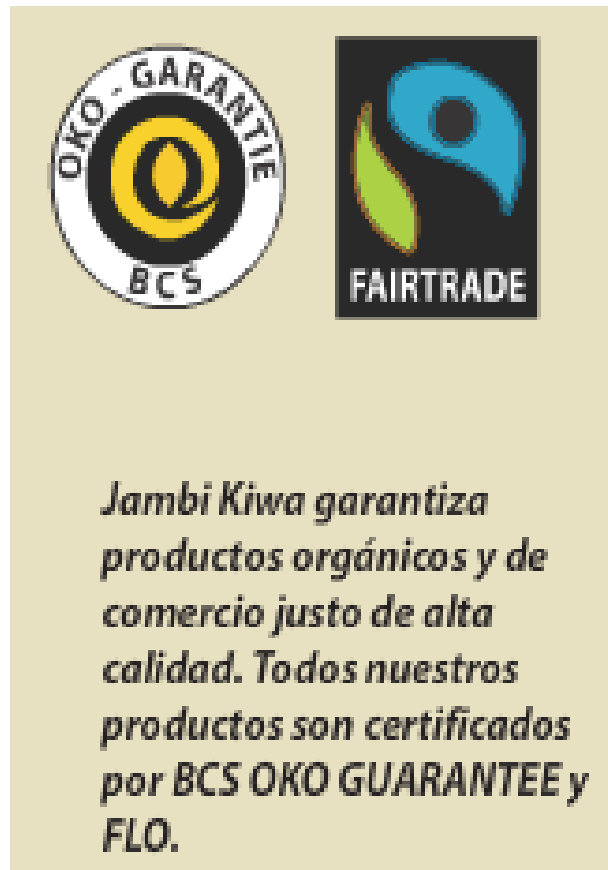 OKO - GARANTIE
BCS
FAIRTRADE
Jambi Kiwa garantiza
productos orgánicos y de
comercio justo de alta
calidad. Todos nuestros
productos son certificados
por BCS OKO GUARANTEE y
FLO.